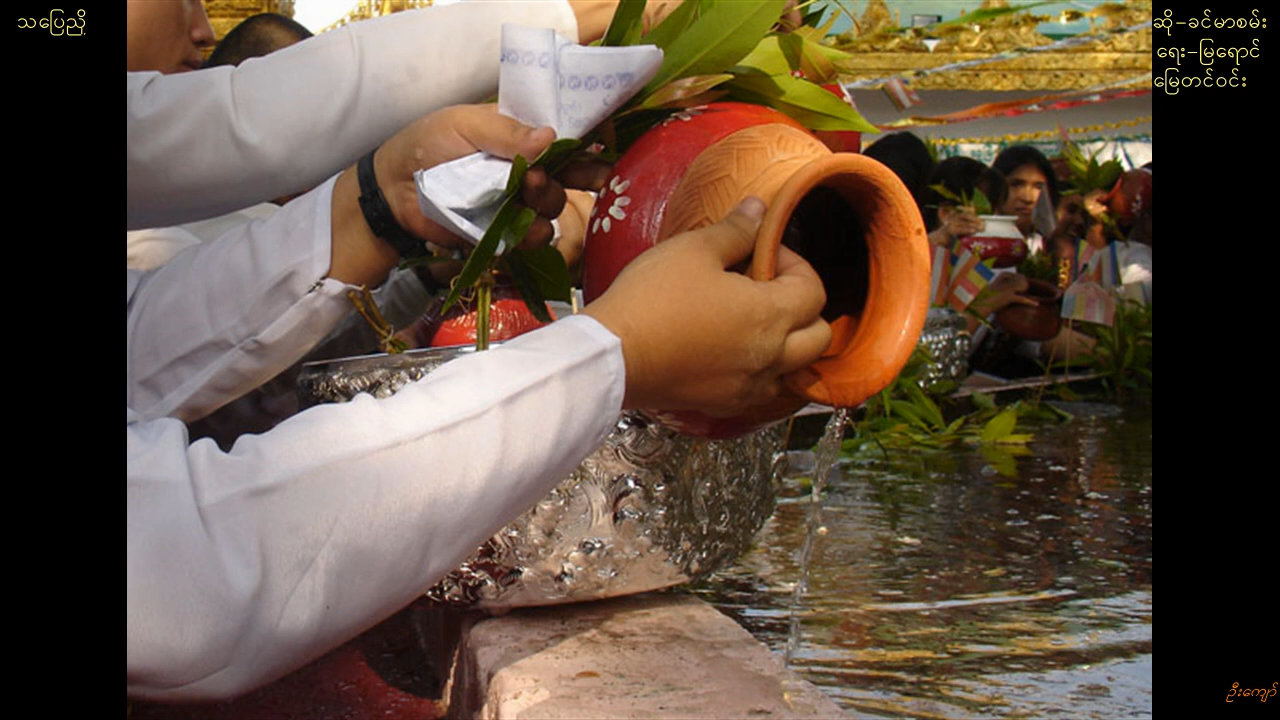 သပြေညို
ဆို–ခင်မာစမ်း
ရေး–မြရောင်
မြေတင်ဝင်း
ဦးကျော်